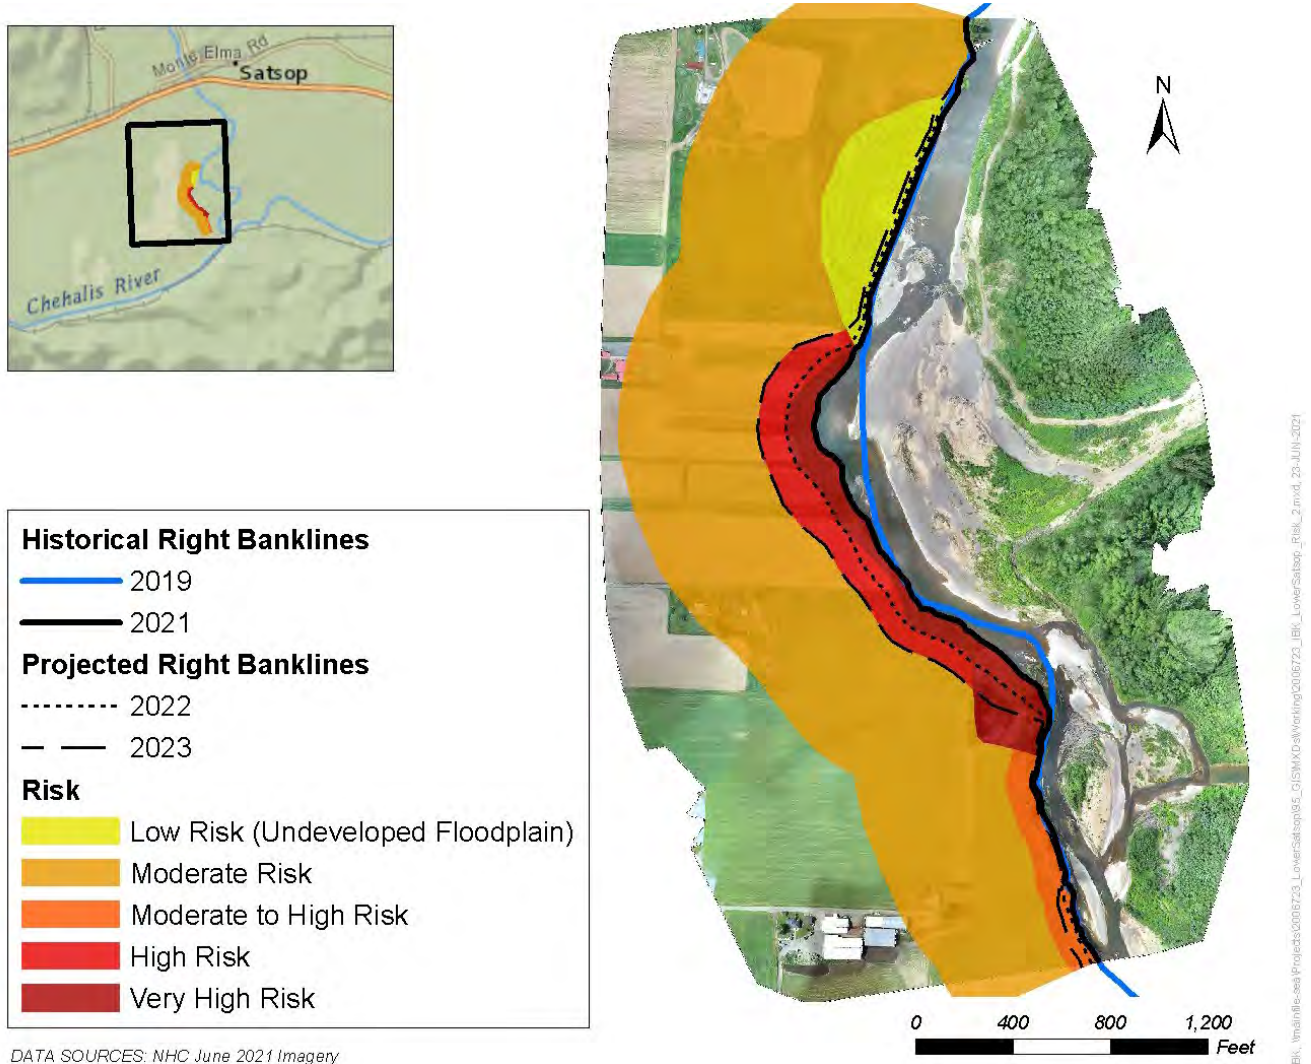 Monte Elma Rd
Satsop
Chehalis River
N
Historical Right Banklines
2019
2021
Projected Right Banklines
2022
2023
Risk
Low Risk (Undeveloped Floodplain)
Moderate Risk
Moderate to High Risk
High Risk
Very High Risk
0 400 800 1,200
Feet
DATA SOURCES: NHC June 2021 Imagery